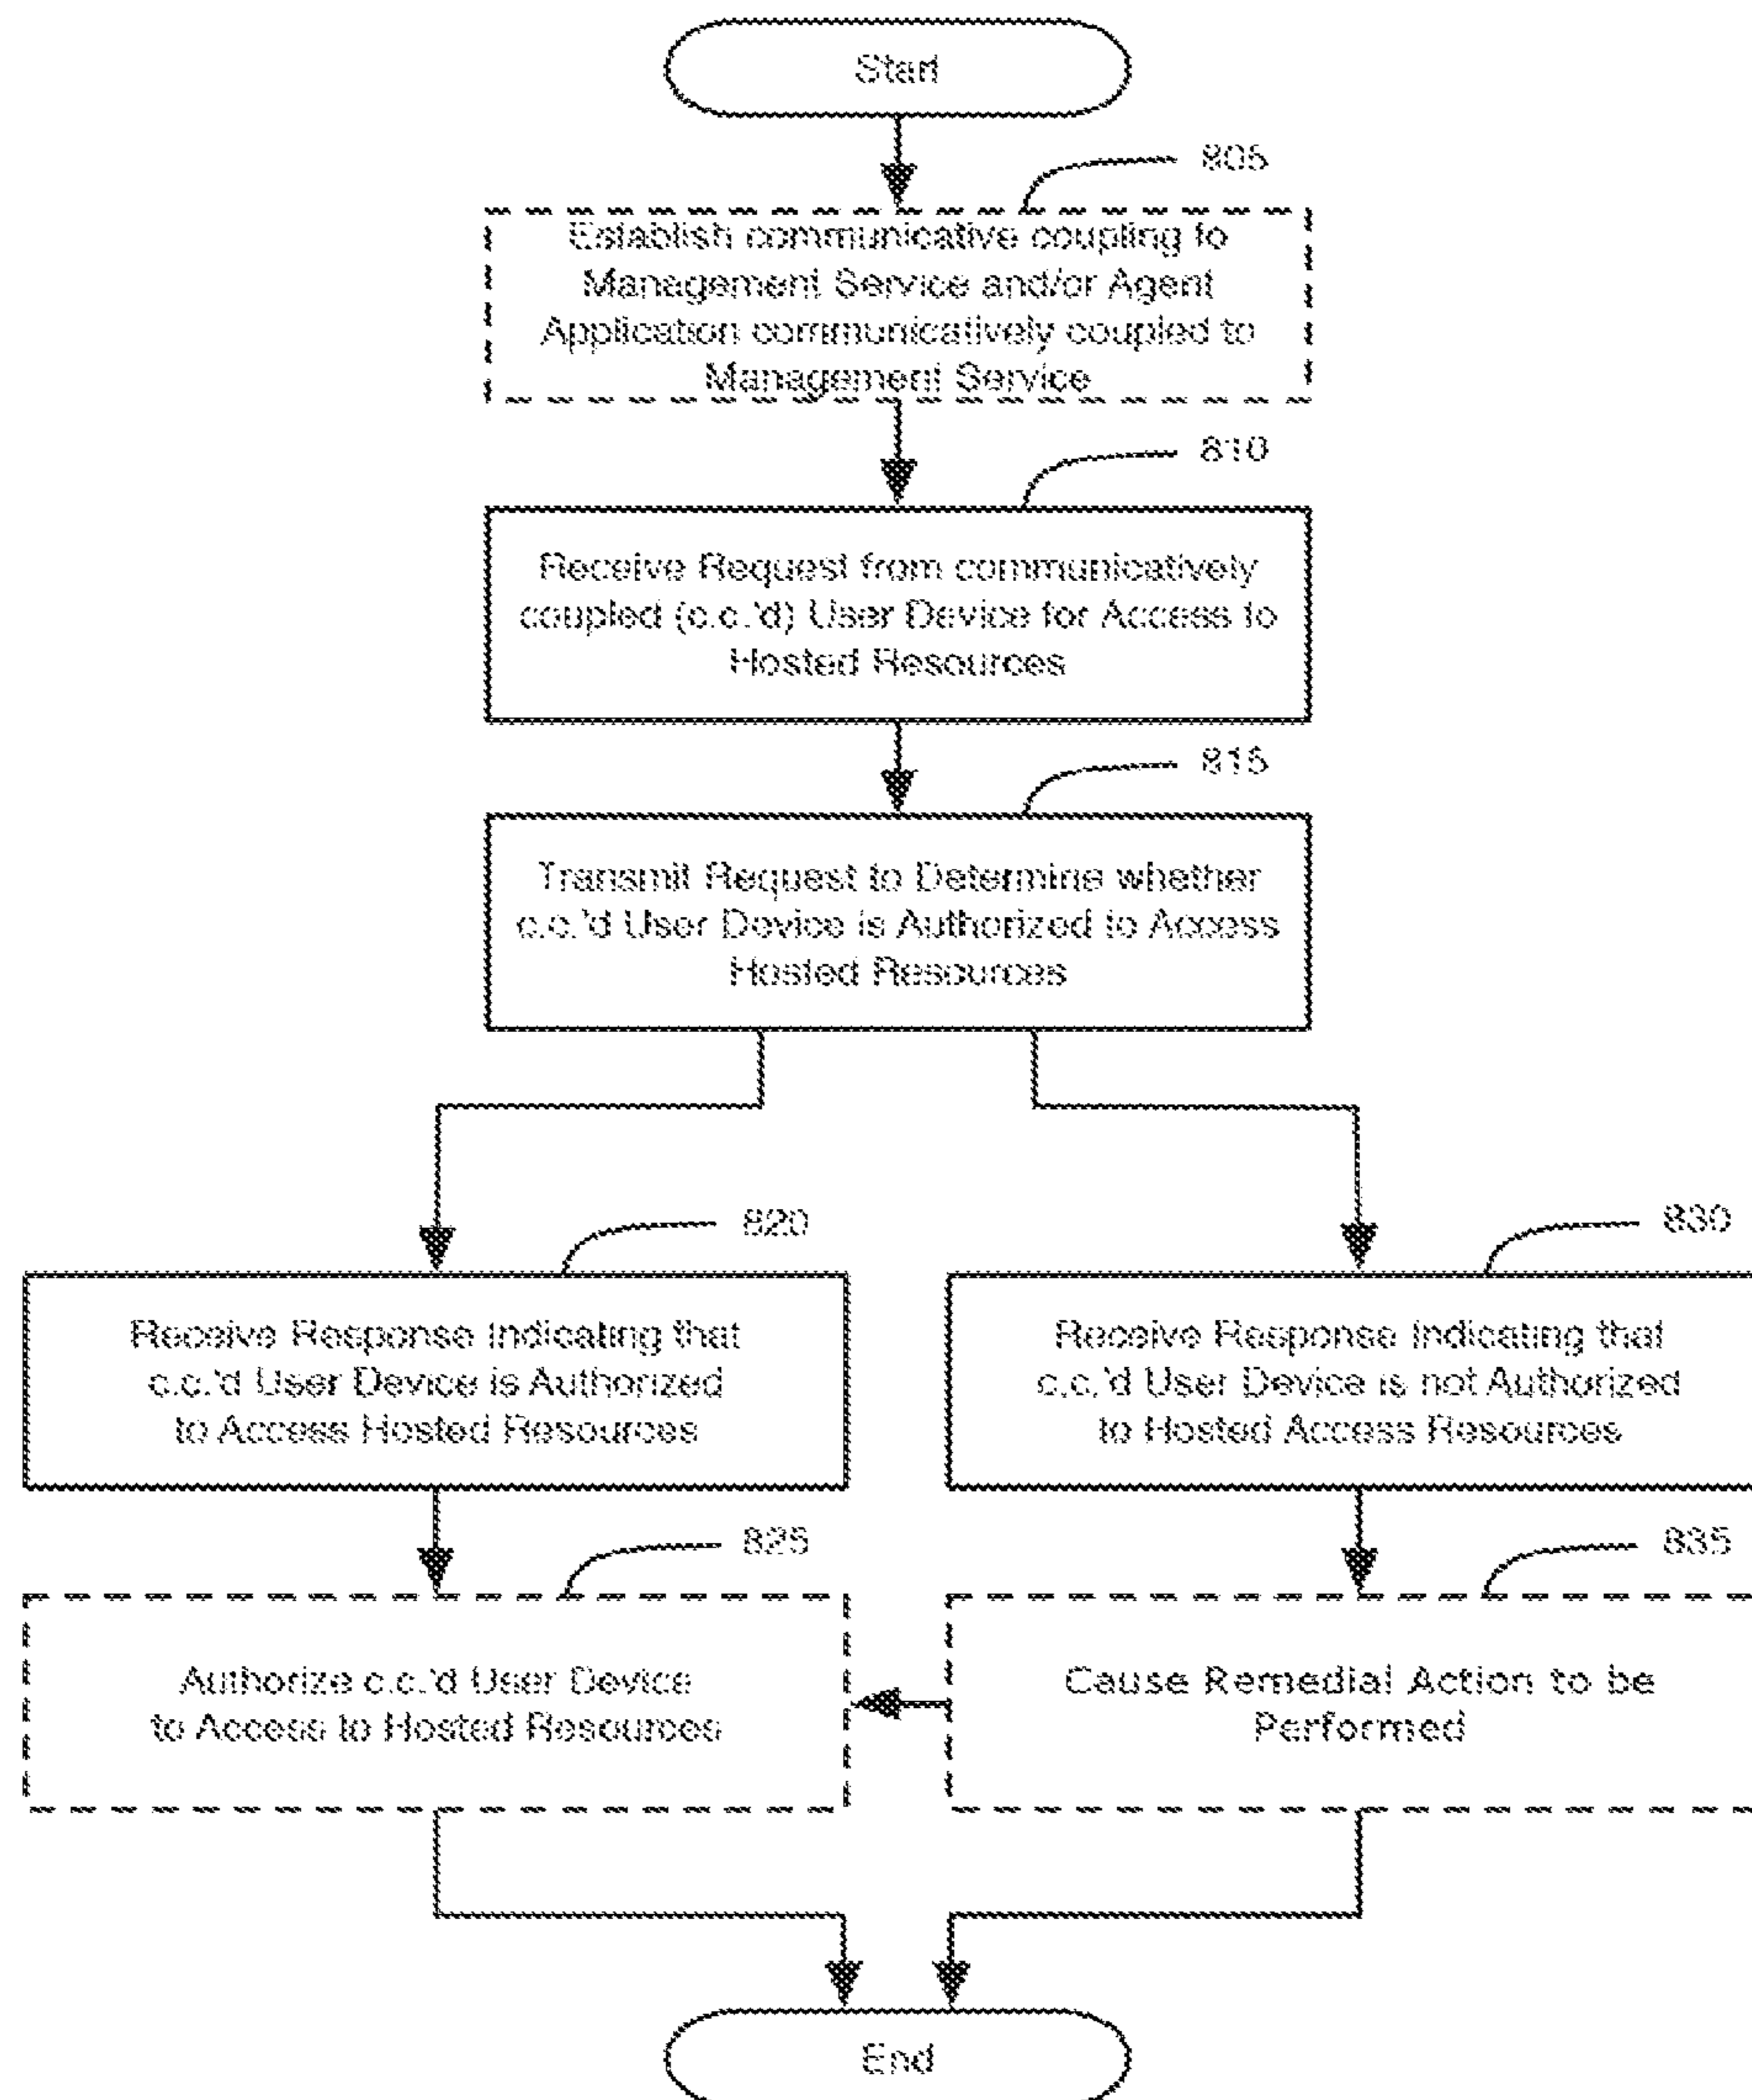 Start
805
Establish communicative coupling to
Management Service and/or Agent
Application communicatively coupled to
Management Service
810
Receive Request from communicatively
coupled (c.c.'d) User Device for Access to
Hosted Resources
815
Transmit Request to Determine whether
c.c.'d User Device is Authorized to Access
Hosted Resources
820
Receive Response Indicating that
c.c.'d User Device is Authorized
to Access Hosted Resources
830
Receive Response Indicating that
c.c.'d User Device is not Authorized
to Hosted Access Resources
825
Authorize c.c.'d User Device
to Access to Hosted Resources
835
Cause Remedial Action to be
Performed
End